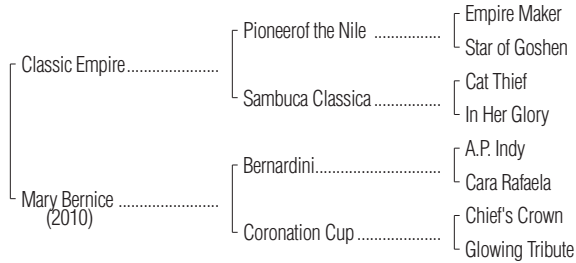 Empire Maker
Pioneerof the Nile ..................
Star of Goshen
Classic Empire.........................
Cat Thief
Sambuca Classica ..................
In Her Glory
A.P. Indy
Bernardini..................................
Cara Rafaela
Mary Bernice ...........................
(2010)
Chief's Crown
Coronation Cup ......................
Glowing Tribute